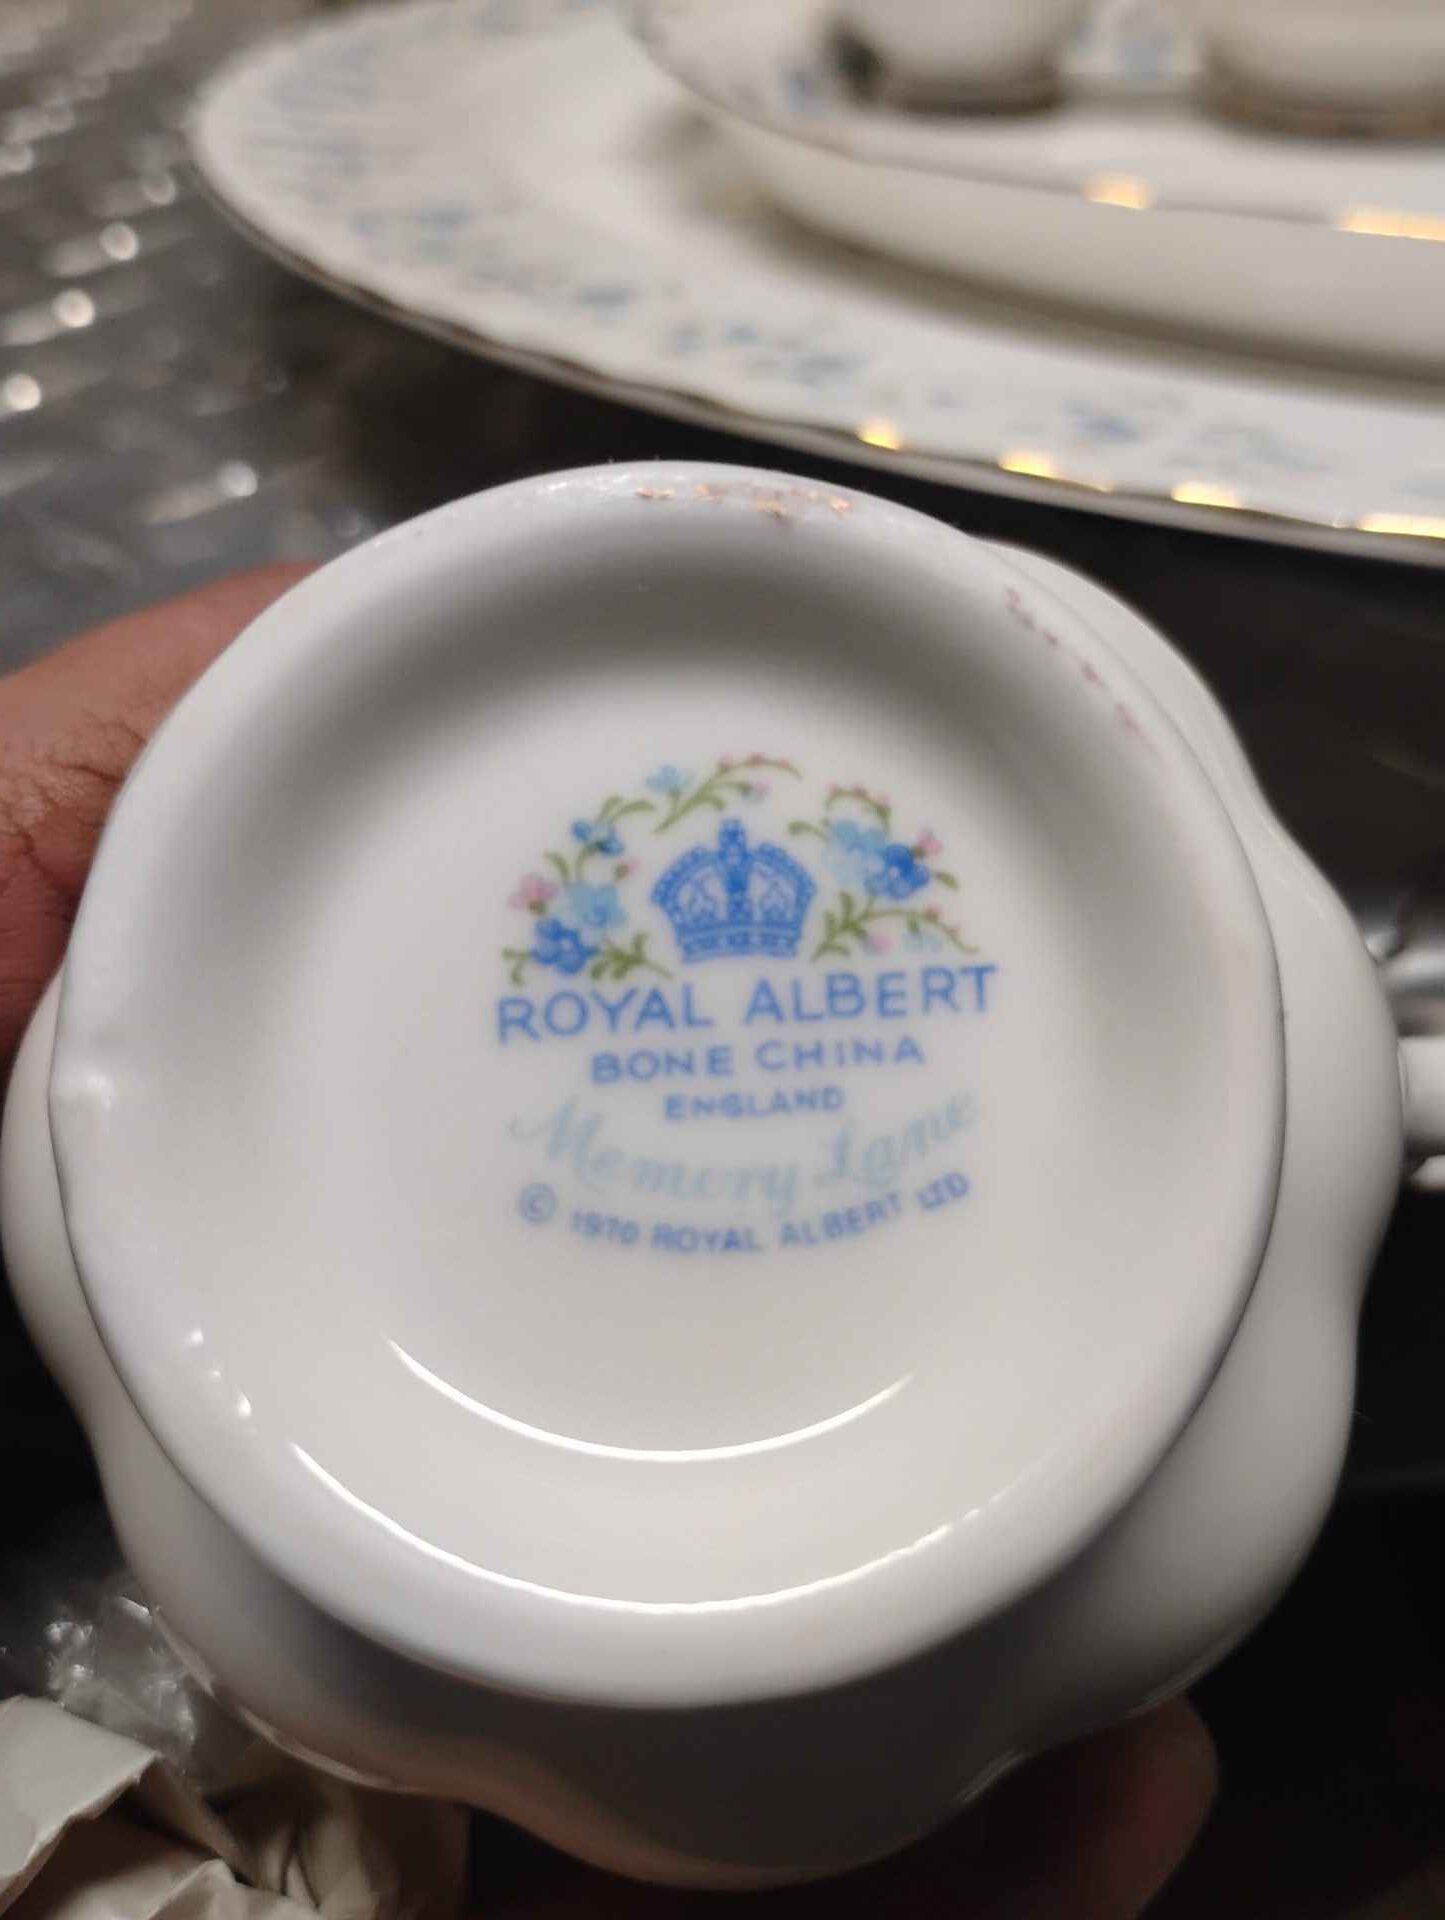 ROYAL ALBERT
BONE CHINA
ENGLAND
Memory Lane
© 1970 ROYAL ALBERT LTD